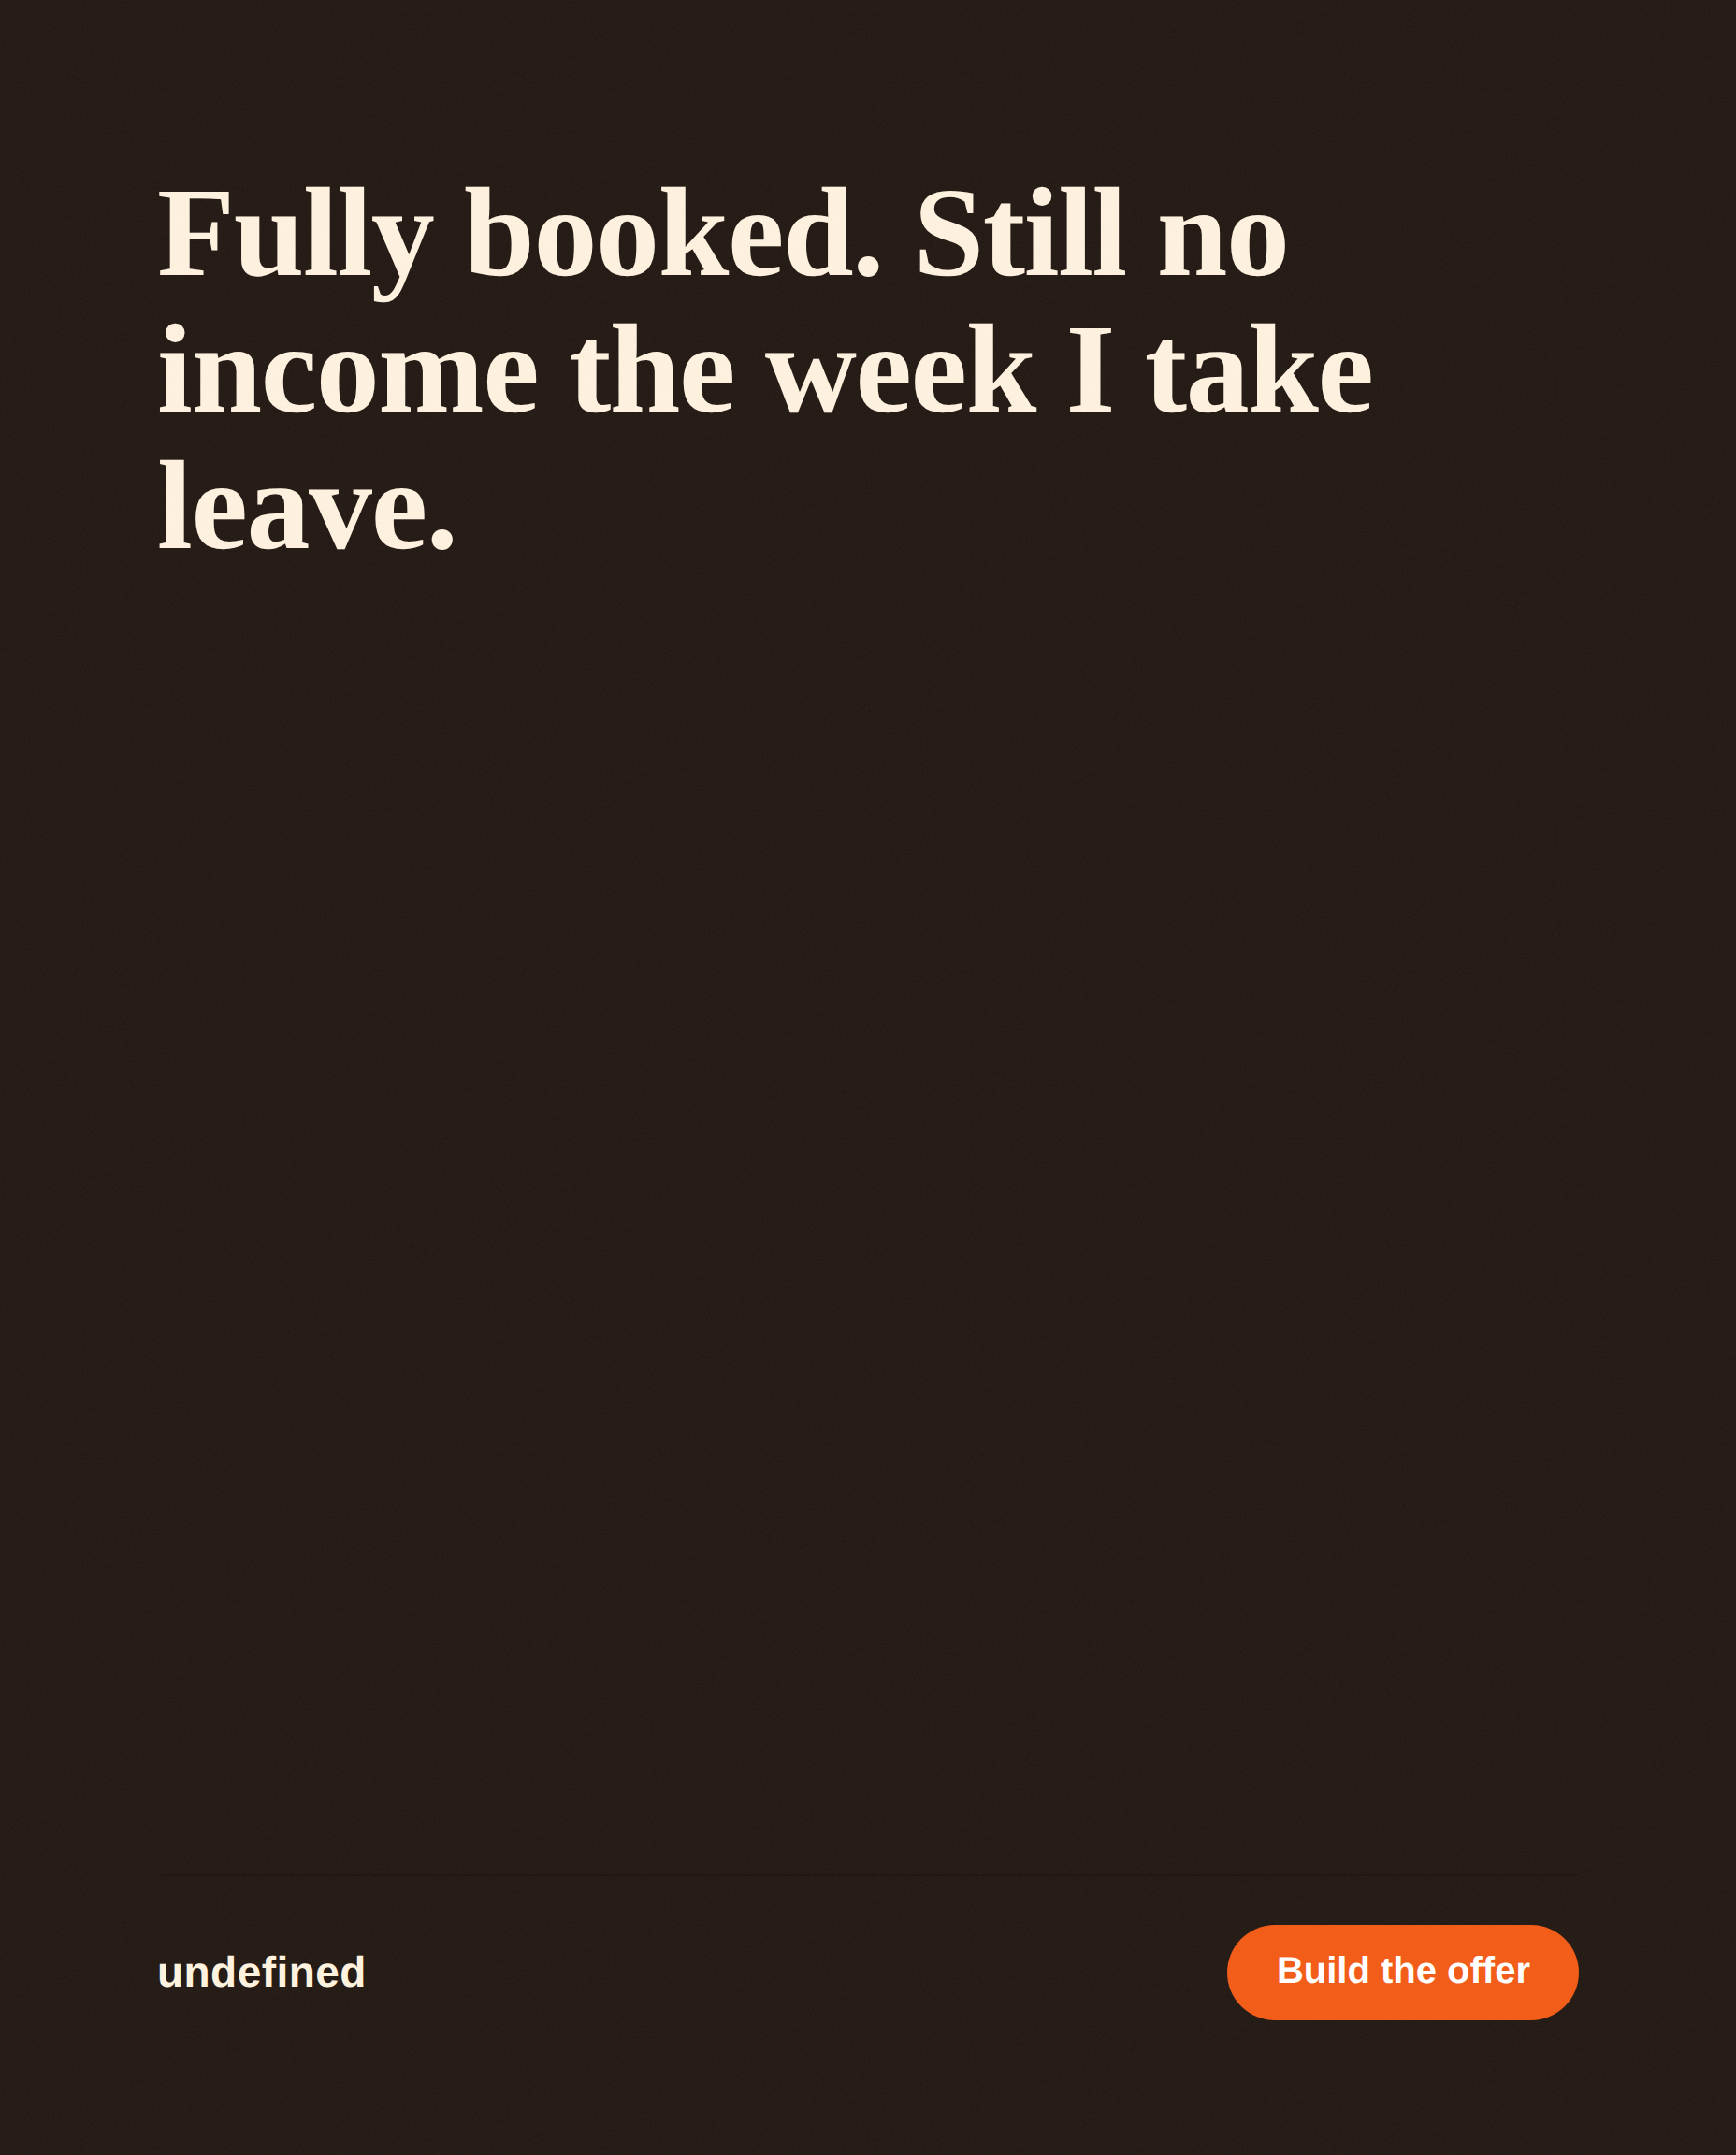 Fully booked. Still no
income the week I take
leave.
undefined
Build the offer